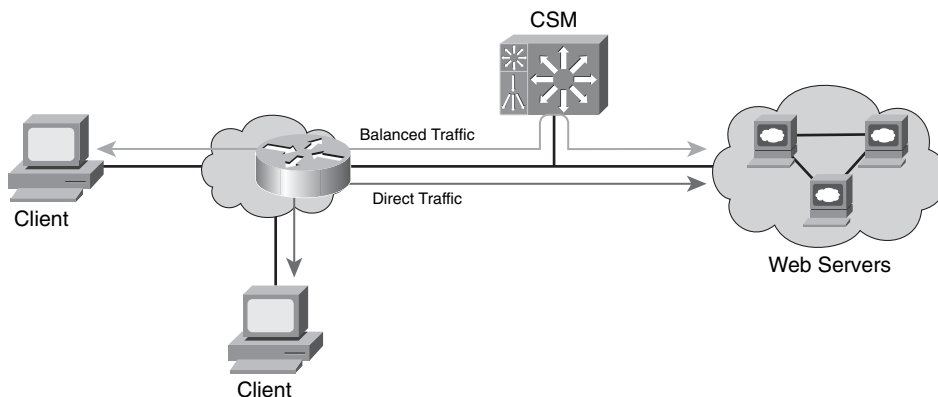 CSM
Balanced Traffic
Direct Traffic
Client
Web Servers
Client